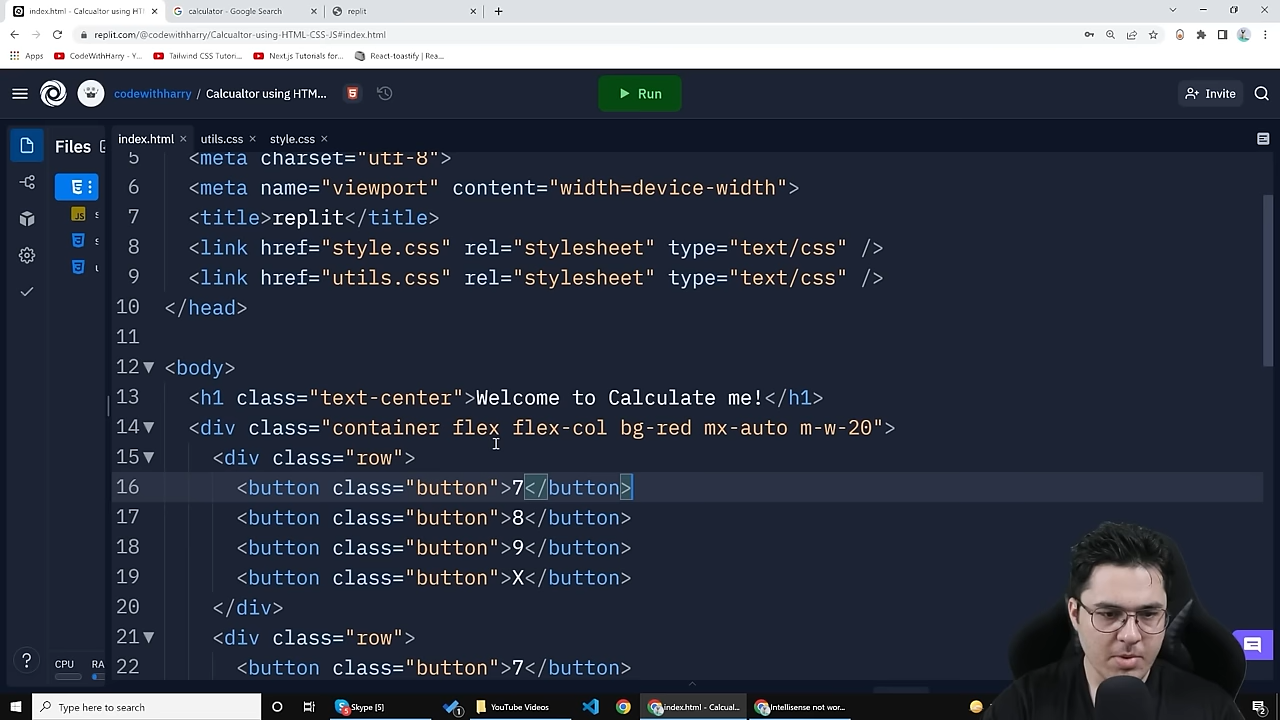 index.html - Calcualtor using HT
calculator - Google Search
replit
replit.com/@codewithharry/Calcualtor-using-HTML-CSS-JS#index.html
Apps
CodeWithHarry - Y...
Tailwind CSS Tutori...
Next.js Tutorials for...
React-toastify | Rea...
codewithharry / Calcualtor using HTM...
Run
Invite
Files
index.html
utils.css
style.css
JS
5 <meta charset="utf-8">
6 <meta name="viewport" content="width=device-width">
7 <title>replit</title>
8 <link href="style.css" rel="stylesheet" type="text/css" />
9 <link href="utils.css" rel="stylesheet" type="text/css" />
10 </head>
11
12 <body>
13 <h1 class="text-center">Welcome to Calculate me!</h1>
14 <div class="container flex flex-col bg-red mx-auto m-w-20">
15 <div class="row">
16 <button class="button">7</button>
17 <button class="button">8</button>
18 <button class="button">9</button>
19 <button class="button">X</button>
20 </div>
21 <div class="row">
22 <button class="button">7</button>
CPU RA
Type here to search
Skype [5]
YouTube Videos
index.html - Calcual...
Intellisense not wor...